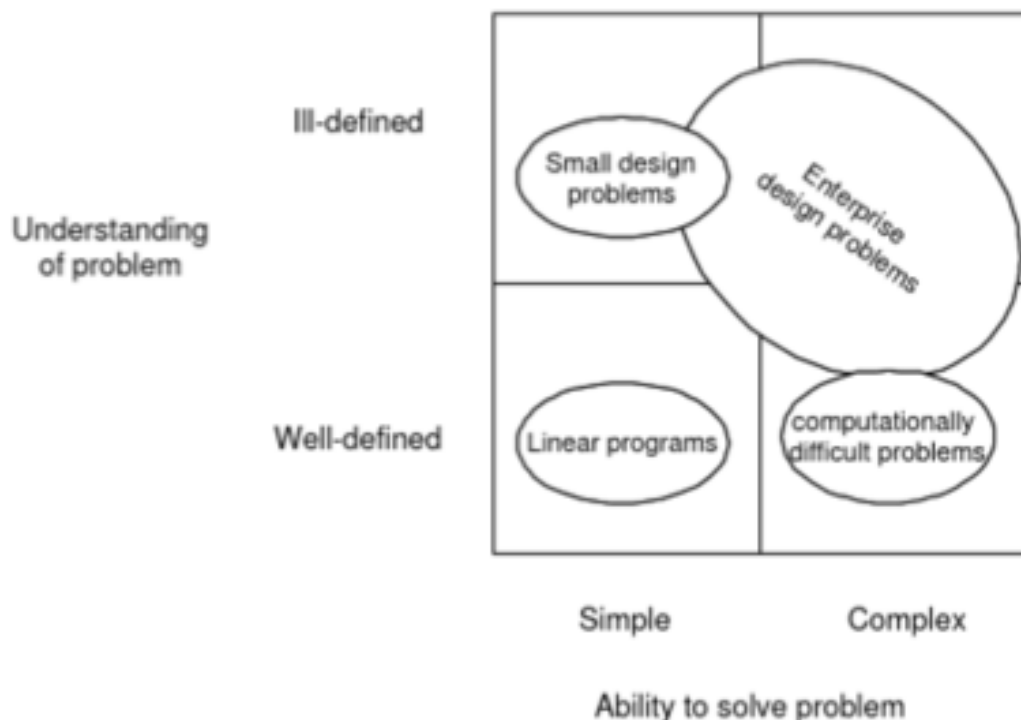 Ill-defined
Small design
problems
Enterprise
design problems
Understanding
of problem
Well-defined
Linear programs
computationally
difficult problems
Simple
Complex
Ability to solve problem